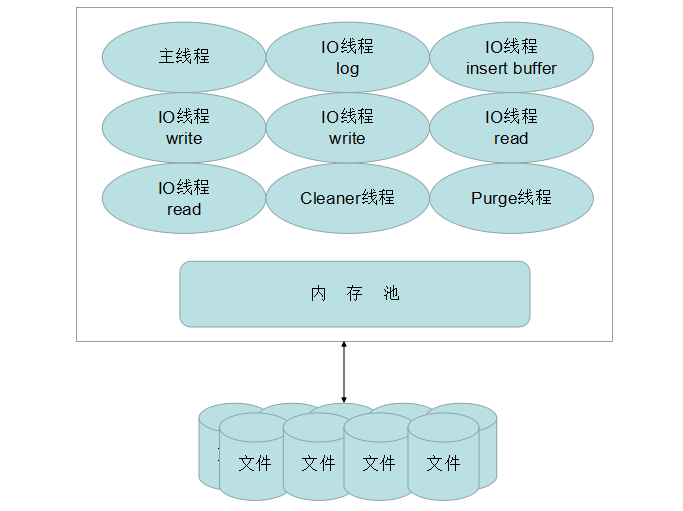 主线程
IO线程
log
IO线程
insert buffer
IO线程
write
IO线程
write
IO线程
read
IO线程
read
Cleaner线程
Purge线程
内 存 池
文件
文件
文件
文件